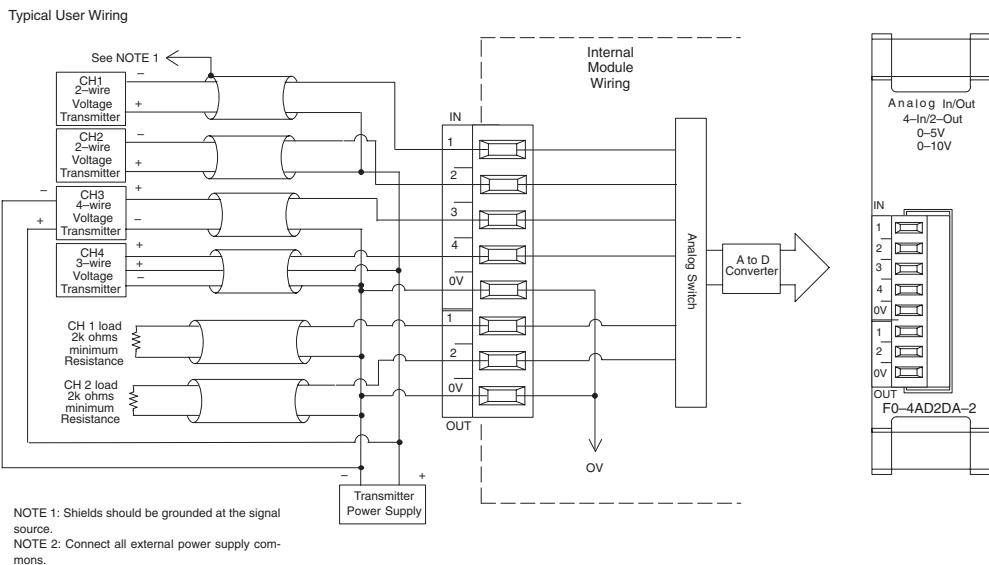 Typical User Wiring
See NOTE 1
–
+
CH1
2–wire
Voltage
Transmitter
–
+
CH2
2–wire
Voltage
Transmitter
–
+
+
–
CH3
4–wire
Voltage
Transmitter
+
+
–
CH4
3–wire
Voltage
Transmitter
CH 1 load
2k ohms
minimum
Resistance
CH 2 load
2k ohms
minimum
Resistance
–
+
Transmitter
Power Supply
Internal
Module
Wiring
IN
1
2
3
4
0V
1
2
0V
OUT
Analog Switch
A to D
Converter
OV
Analog In/Out
4–In/2–Out
0–5V
0–10V
IN
1
2
3
4
0V
1
2
0V
OUT
F0–4AD2DA–2
NOTE 1: Shields should be grounded at the signal
source.
NOTE 2: Connect all external power supply com-
mons.